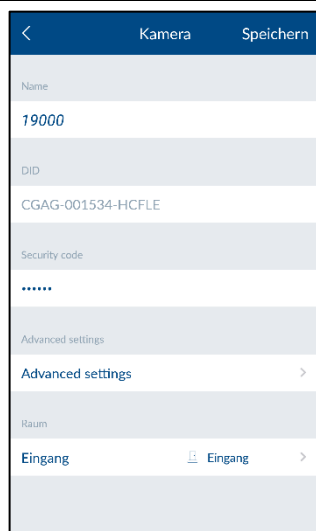 Kamera Speichern
Name
19000
DID
CGAG-001534-HCFLE
Security code
••••••
Advanced settings
Advanced settings
Raum
Eingang Eingang